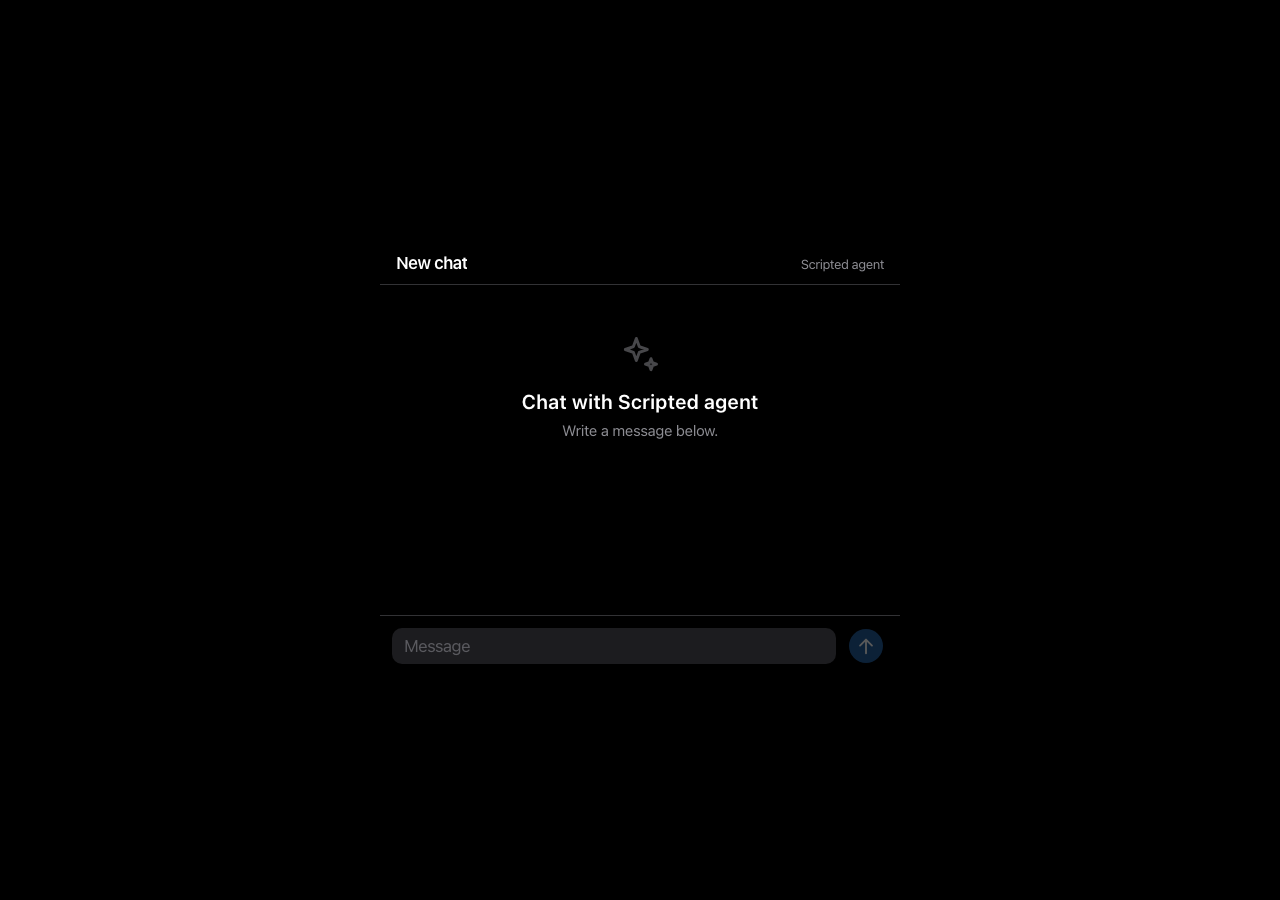 New chat
Scripted agent
Chat with Scripted agent
Write a message below.
Message